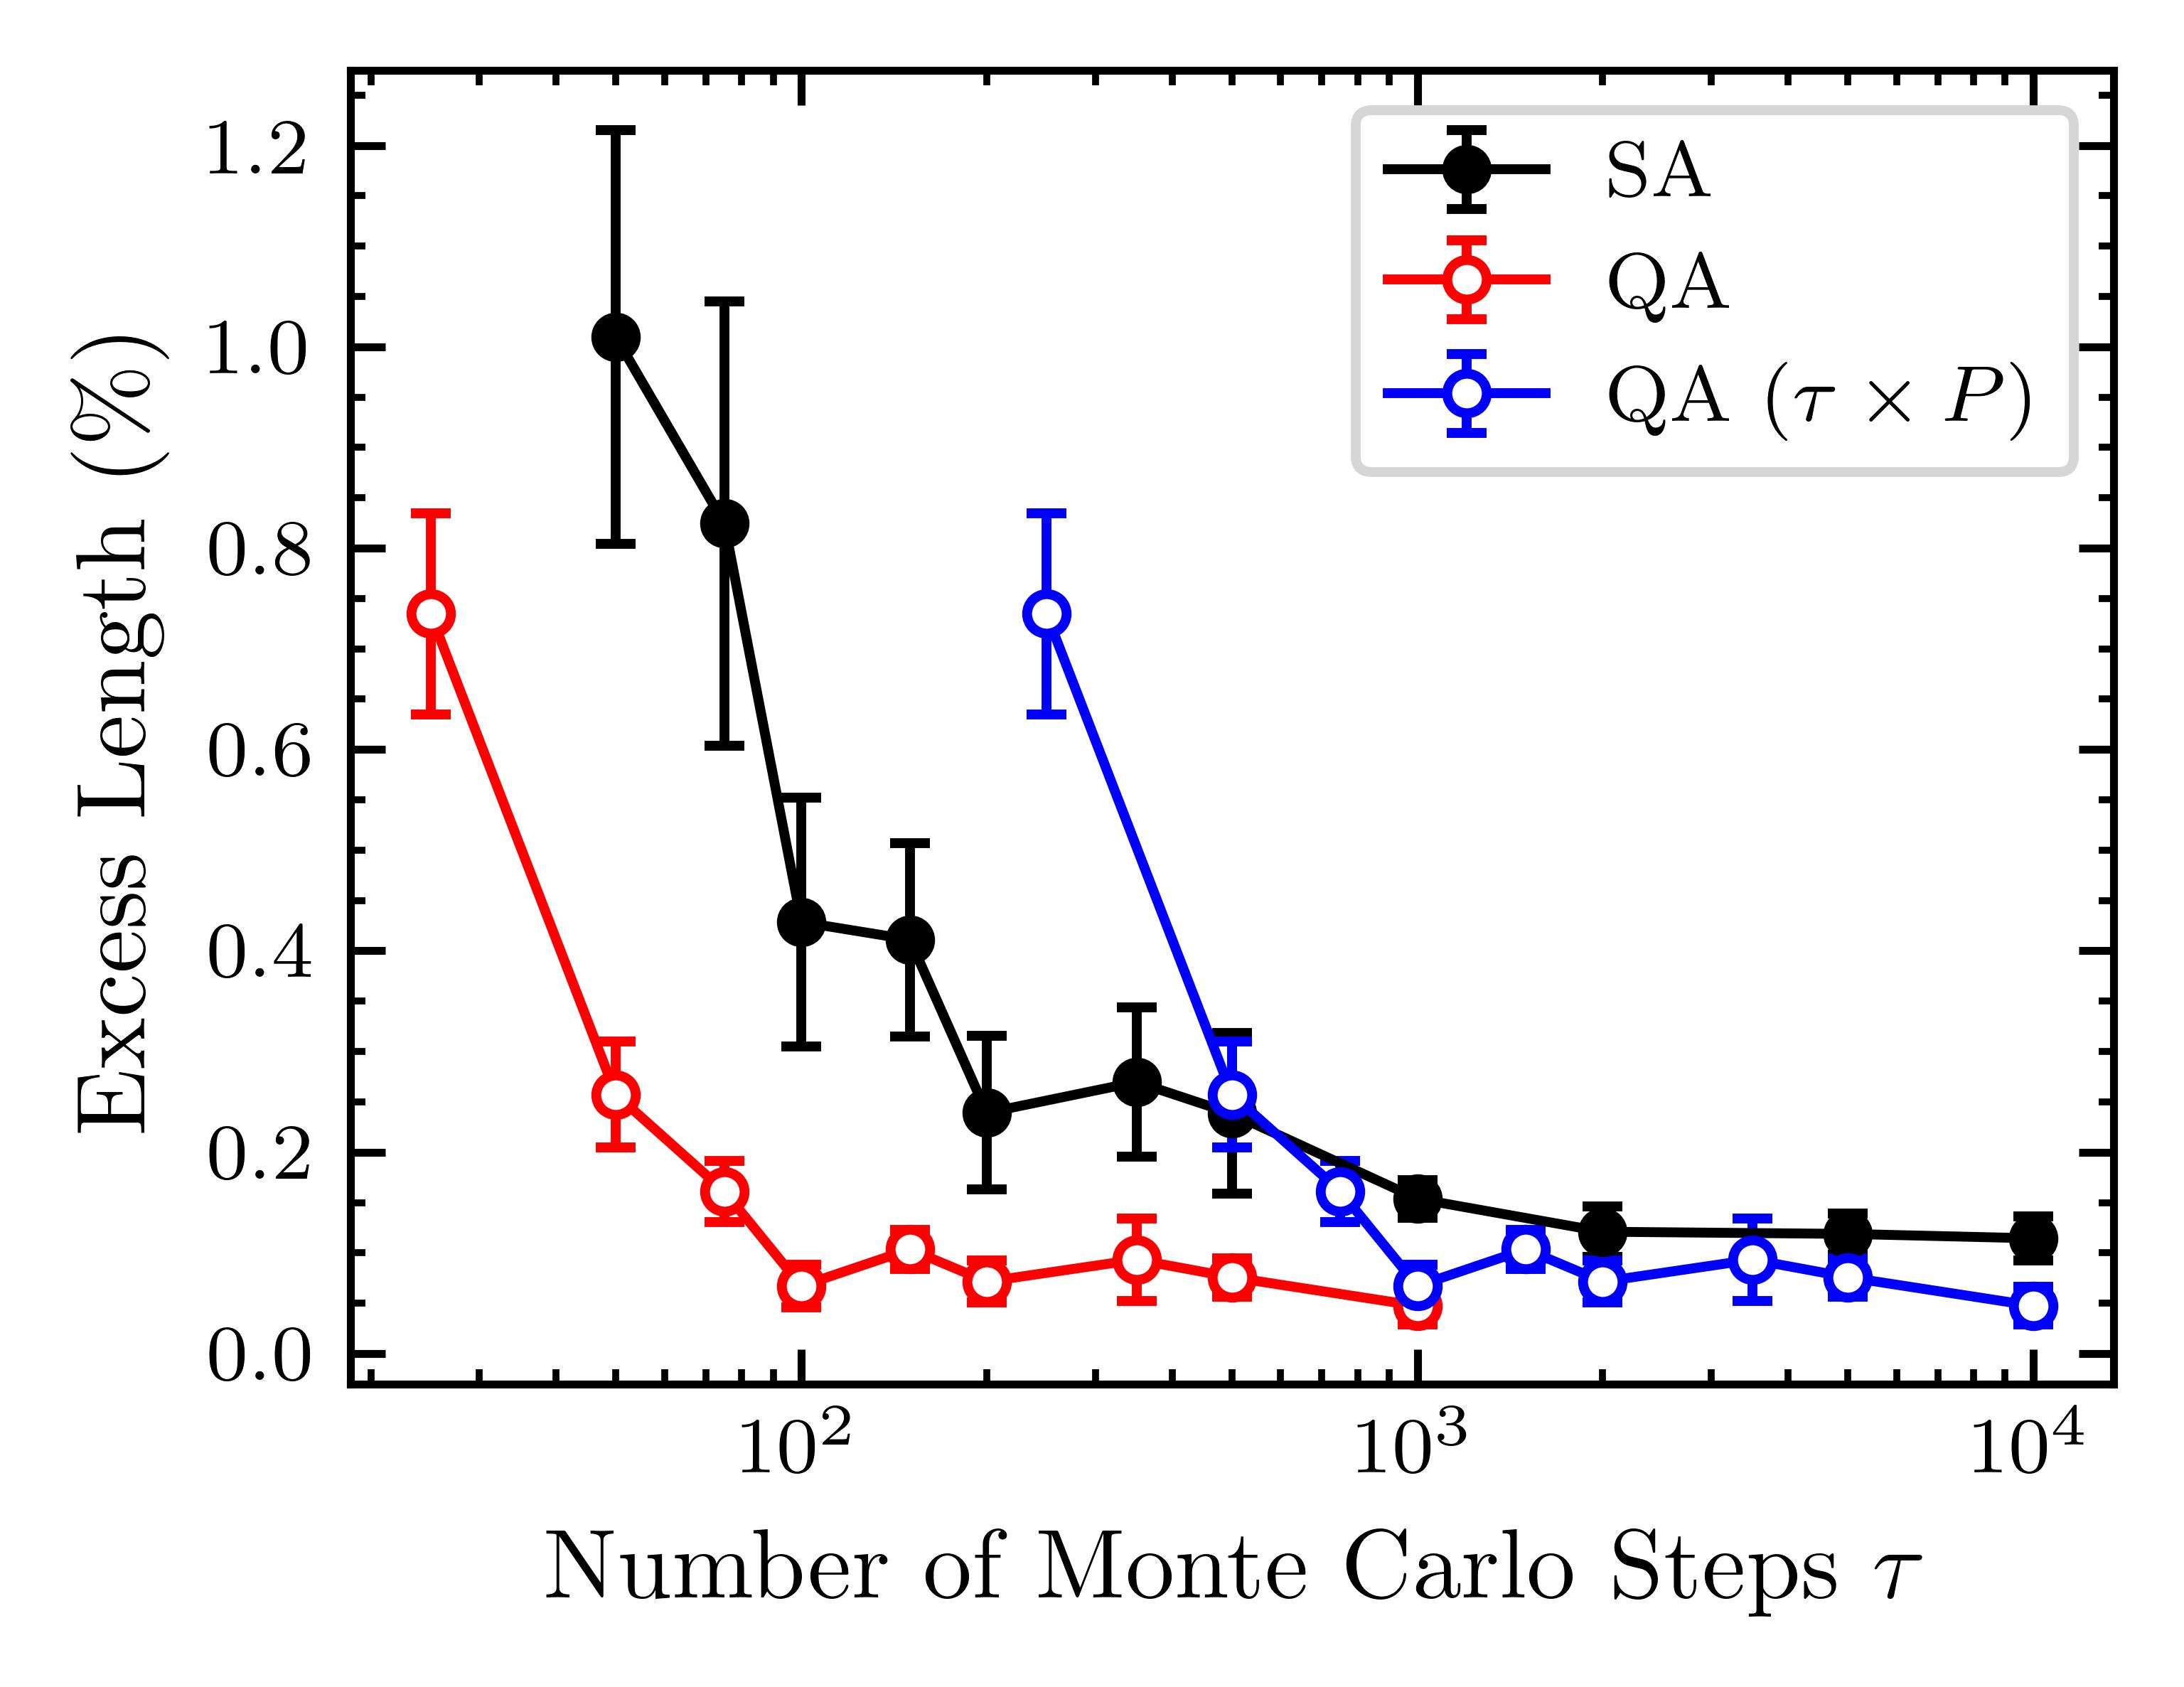 SA
QA
QA (τ × P)
1.2
1.0
0.8
0.6
0.4
0.2
0.0
Excess Length (%)
10² 10³ 10⁴
Number of Monte Carlo Steps τ